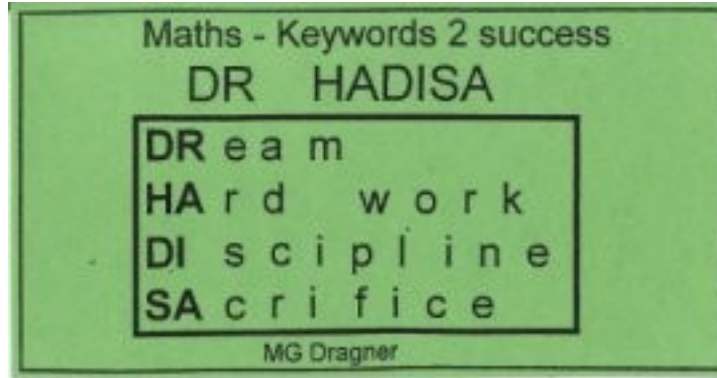 Maths - Keywords 2 success
DR HADISA
DReam
HArd work
DIscipline
SAcrifice
MG Dragner